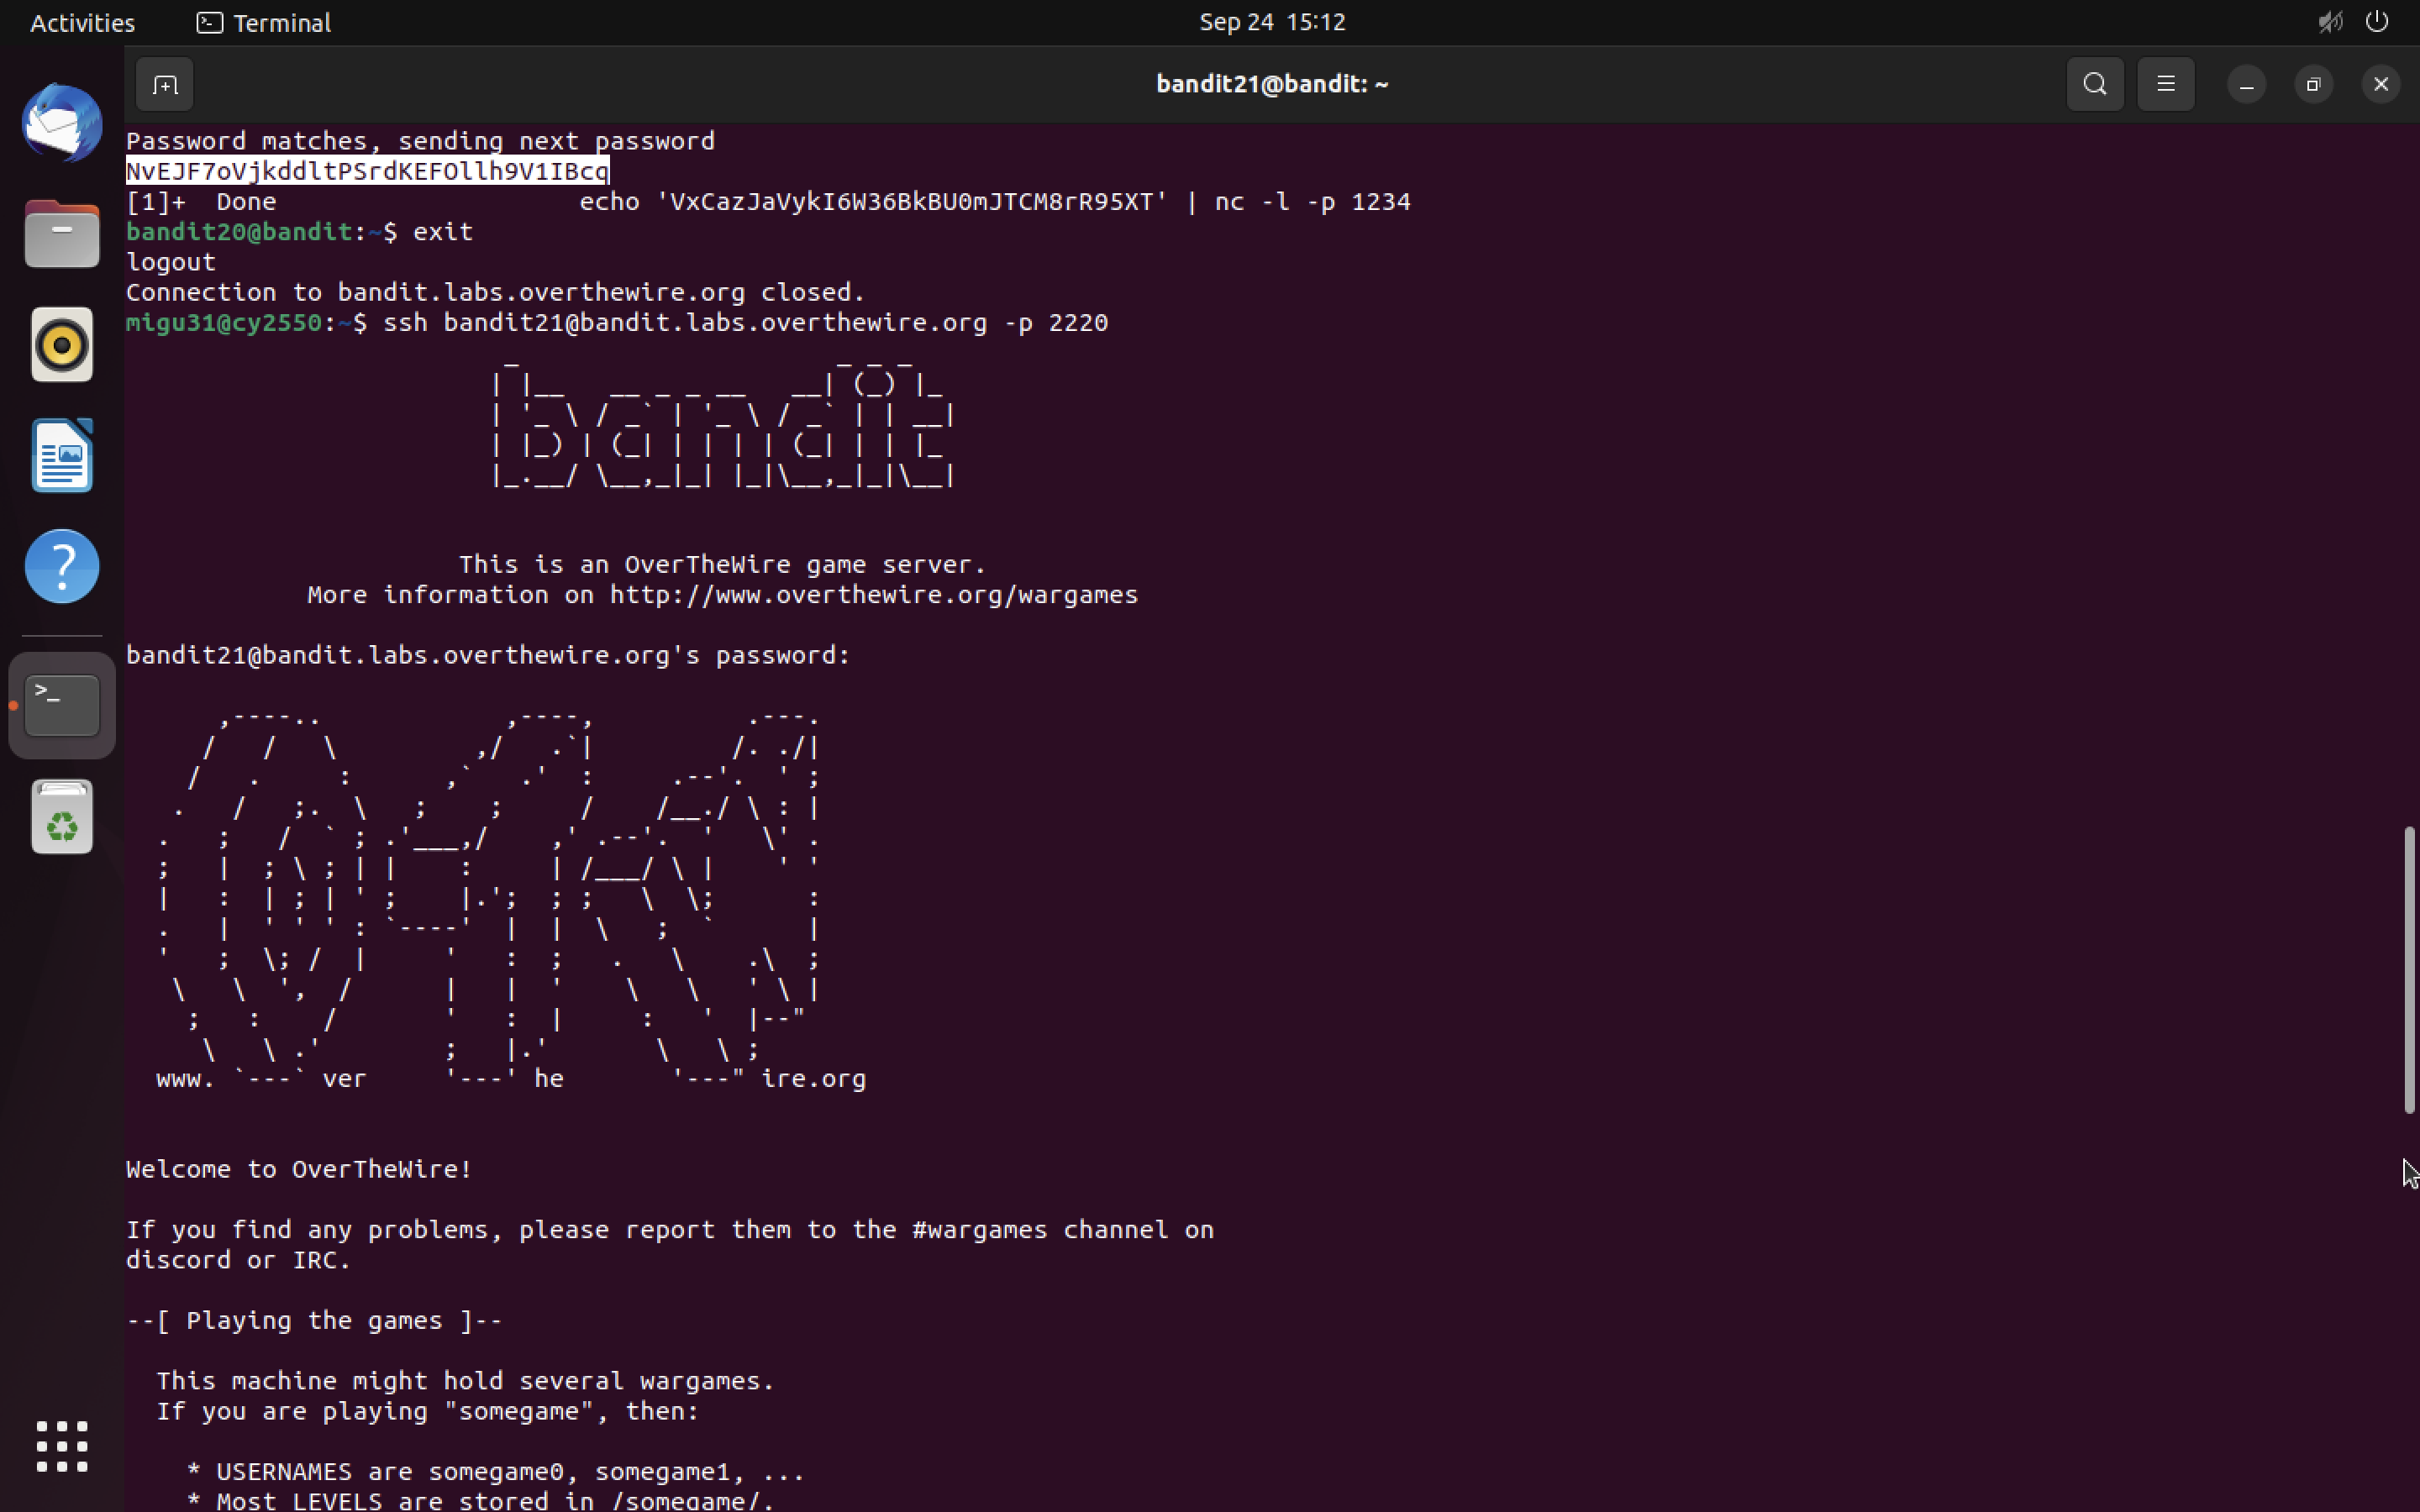 Activities
Terminal
Sep 24 15:12
bandit21@bandit: ~
Password matches, sending next password
NvEJF7oVjkddltPSrdKEFOllh9V1IBcq
[1]+  Done                    echo 'VxCazJaVykI6W36BkBU0mJTCM8rR95XT' | nc -l -p 1234
bandit20@bandit:~$ exit
logout
Connection to bandit.labs.overthewire.org closed.
migu31@cy2550:~$ ssh bandit21@bandit.labs.overthewire.org -p 2220
bandit
This is an OverTheWire game server.
More information on http://www.overthewire.org/wargames
bandit21@bandit.labs.overthewire.org's password:
www. `---` ver     '---' he       '---" ire.org
Welcome to OverTheWire!
If you find any problems, please report them to the #wargames channel on
discord or IRC.
--[ Playing the games ]--
This machine might hold several wargames.
If you are playing "somegame", then:
* USERNAMES are somegame0, somegame1, ...
* Most LEVELS are stored in /somegame/.